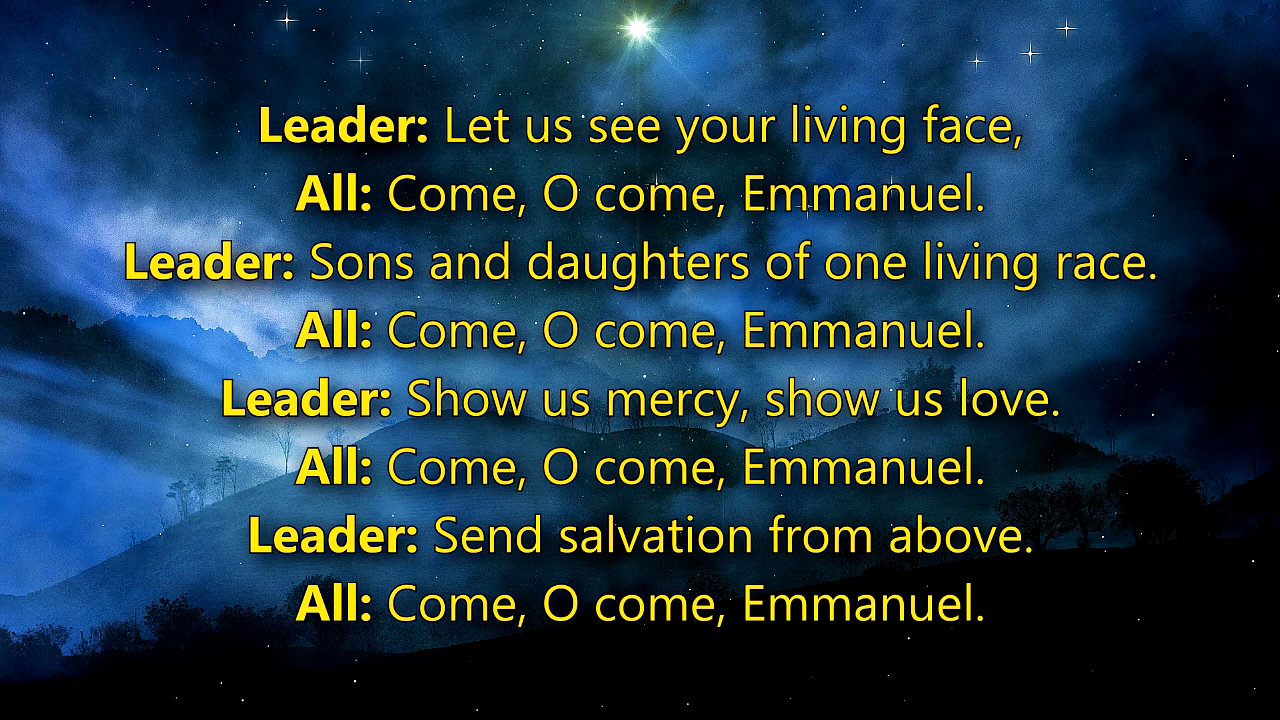 Leader: Let us see your living face,
All: Come, O come, Emmanuel.
Leader: Sons and daughters of one living race.
All: Come, O come, Emmanuel.
Leader: Show us mercy, show us love.
All: Come, O come, Emmanuel.
Leader: Send salvation from above.
All: Come, O come, Emmanuel.